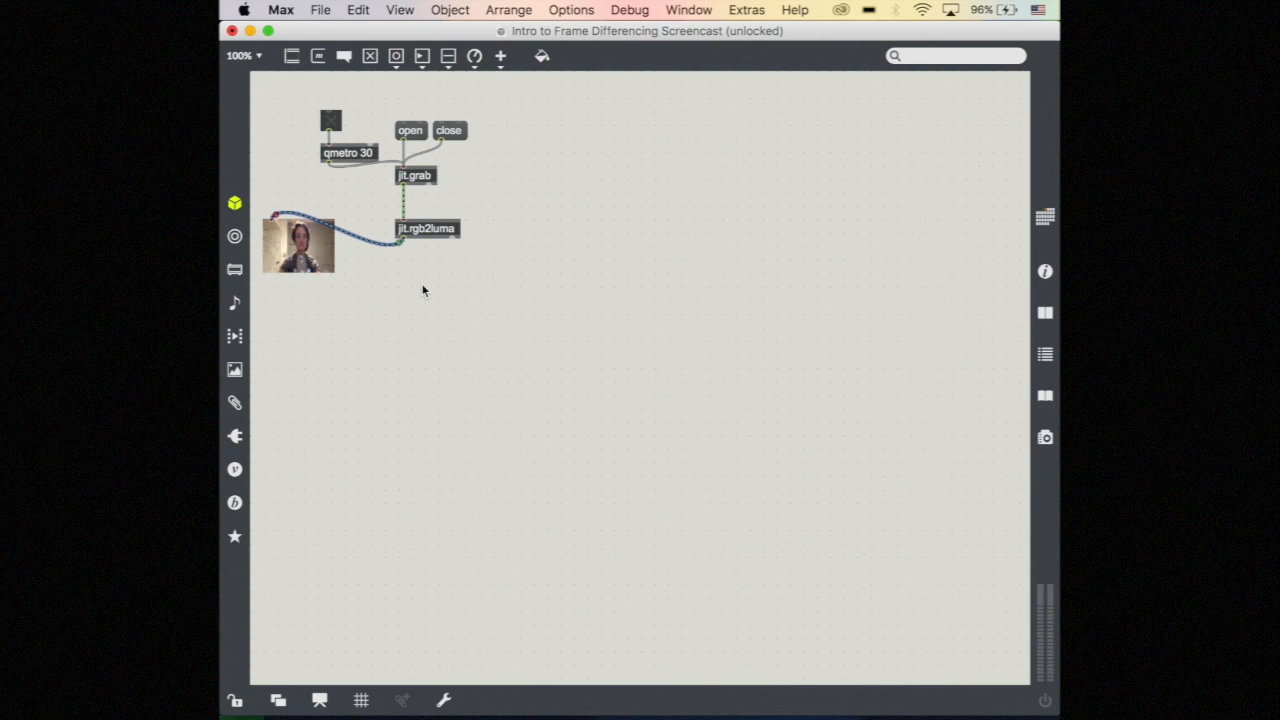 Max File Edit View Object Arrange Options Debug Window Extras Help 96%
Intro to Frame Differencing Screencast (unlocked)
100%
open close
qmetro 30
jit.grab
jit.rgb2luma